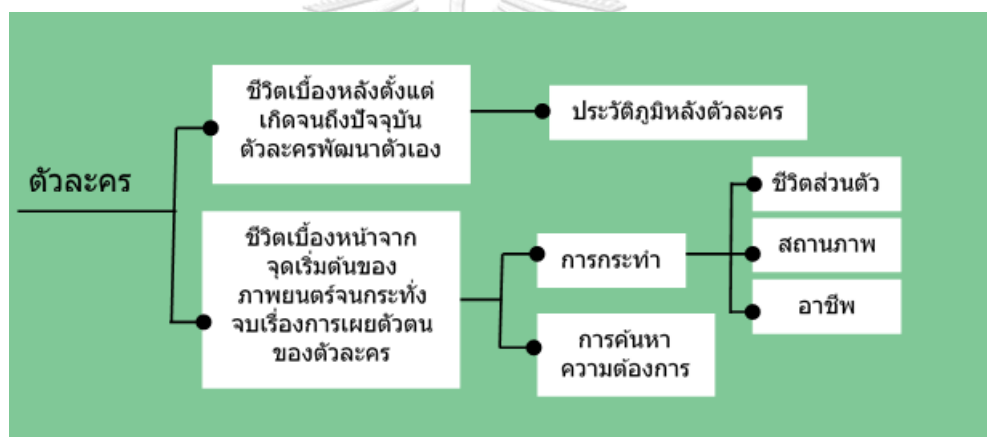 ตัวละคร
ชีวิตเบื้องหลังตั้งแต่
เกิดจนถึงปัจจุบัน
ตัวละครพัฒนาตัวเอง
ประวัติภูมิหลังตัวละคร
ชีวิตเบื้องหน้าจาก
จุดเริ่มต้นของ
ภาพยนตร์จนกระทั่ง
จบเรื่องการเผยตัวตน
ของตัวละคร
การกระทำ
ชีวิตส่วนตัว
สถานภาพ
อาชีพ
การค้นหา
ความต้องการ